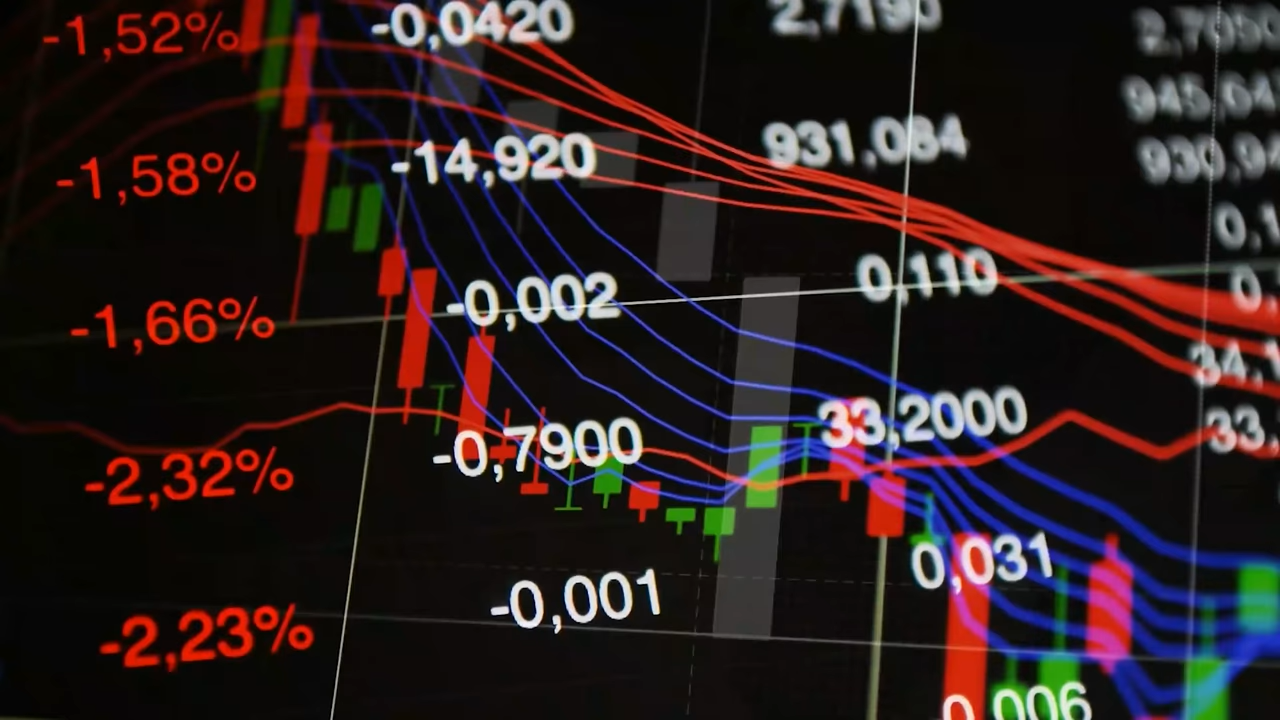 -1,52% -0,0420 2,7190
-1,58% -14,920 931,084
-1,66% -0,002 0,110
-2,32% -0,7900 33,2000
-2,23% -0,001 0,031
0,006